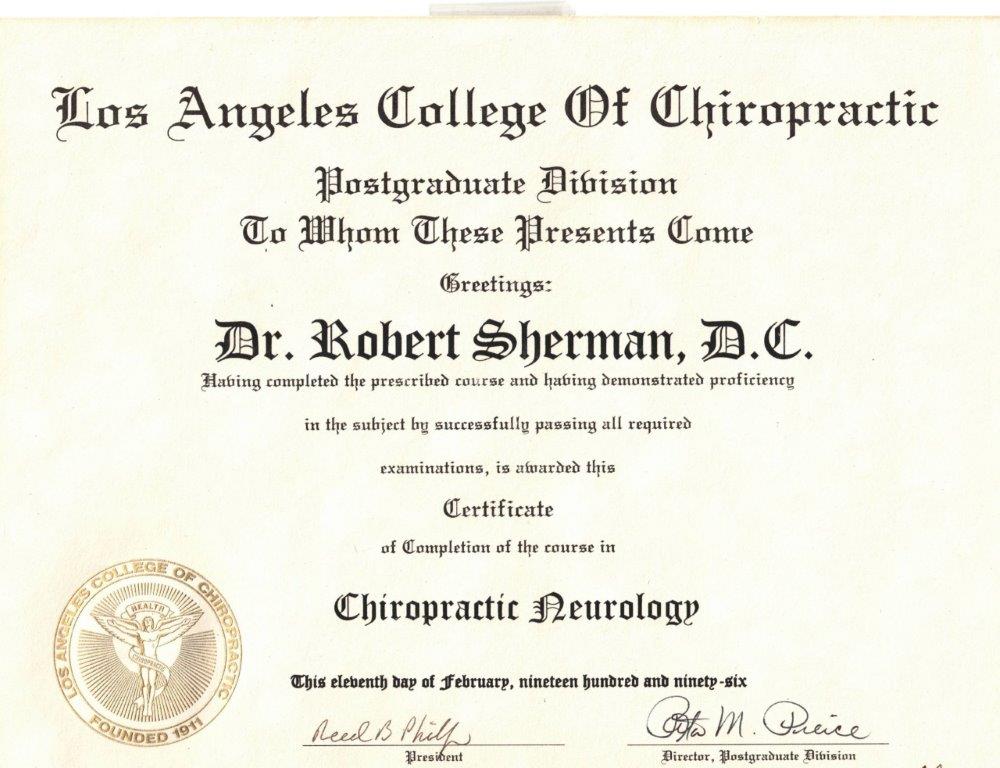 Los Angeles College Of Chiropractic
Postgraduate Division
To Whom These Presents Come
Greetings:
Dr. Robert Sherman, D.C.
Having completed the prescribed course and having demonstrated proficiency
in the subject by successfully passing all required
examinations, is awarded this
Certificate
of Completion of the course in
Chiropractic Neurology
LOS ANGELES COLLEGE OF CHIROPRACTIC
HEALTH
CHIROPRACTIC
FOUNDED 1911
This eleventh day of February, nineteen hundred and ninety-six
Reed B Phillips
President
Peter M. Preice
Director, Postgraduate Division